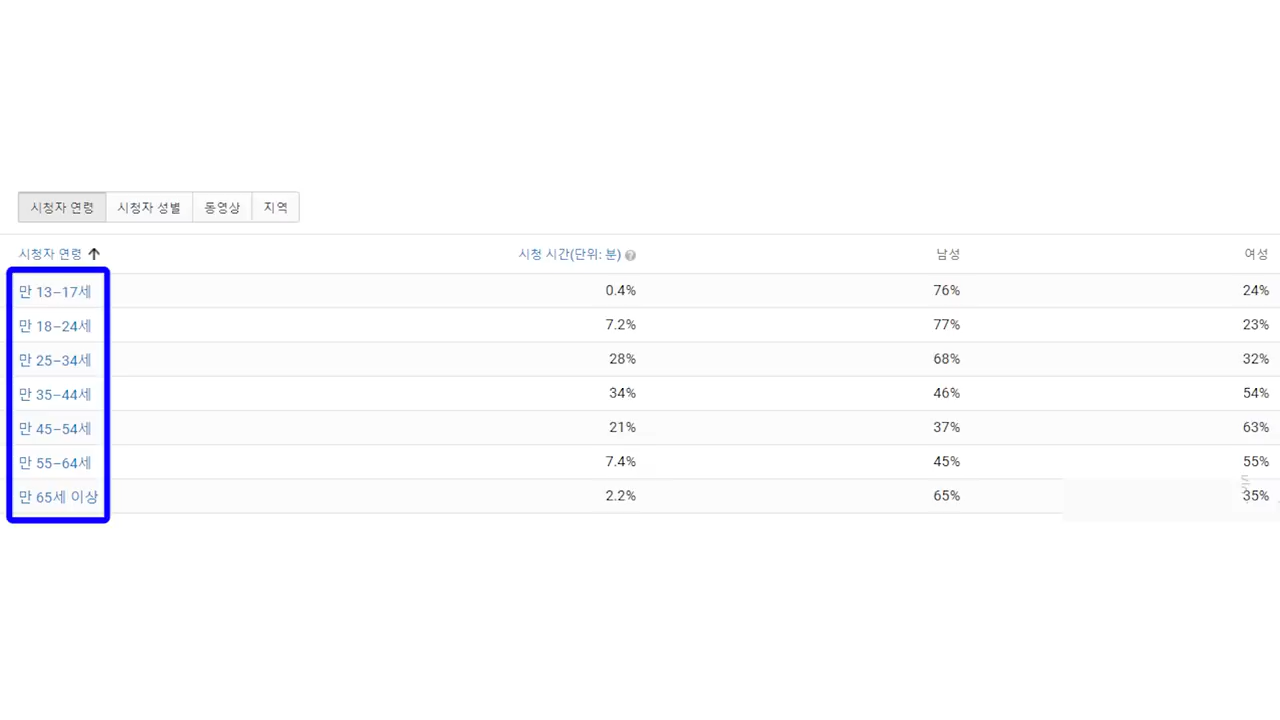 시청자 연령 시청자 성별 동영상 지역
시청자 연령 시청 시간(단위: 분) 남성 여성
만 13–17세 0.4% 76% 24%
만 18–24세 7.2% 77% 23%
만 25–34세 28% 68% 32%
만 35–44세 34% 46% 54%
만 45–54세 21% 37% 63%
만 55–64세 7.4% 45% 55%
만 65세 이상 2.2% 65% 35%